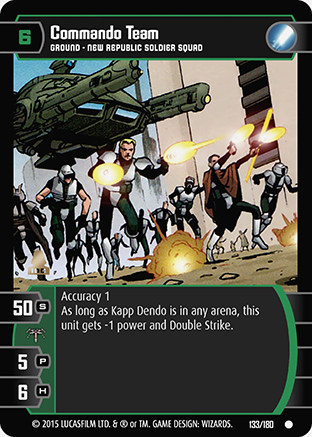 6
Commando Team
GROUND - NEW REPUBLIC SOLDIER SQUAD
50 S
5 P
6 H
Accuracy 1
As long as Kapp Dendo is in any arena, this
unit gets -1 power and Double Strike.
© 2015 LUCASFILM LTD. & ® or TM. GAME DESIGN: WIZARDS.
133/180